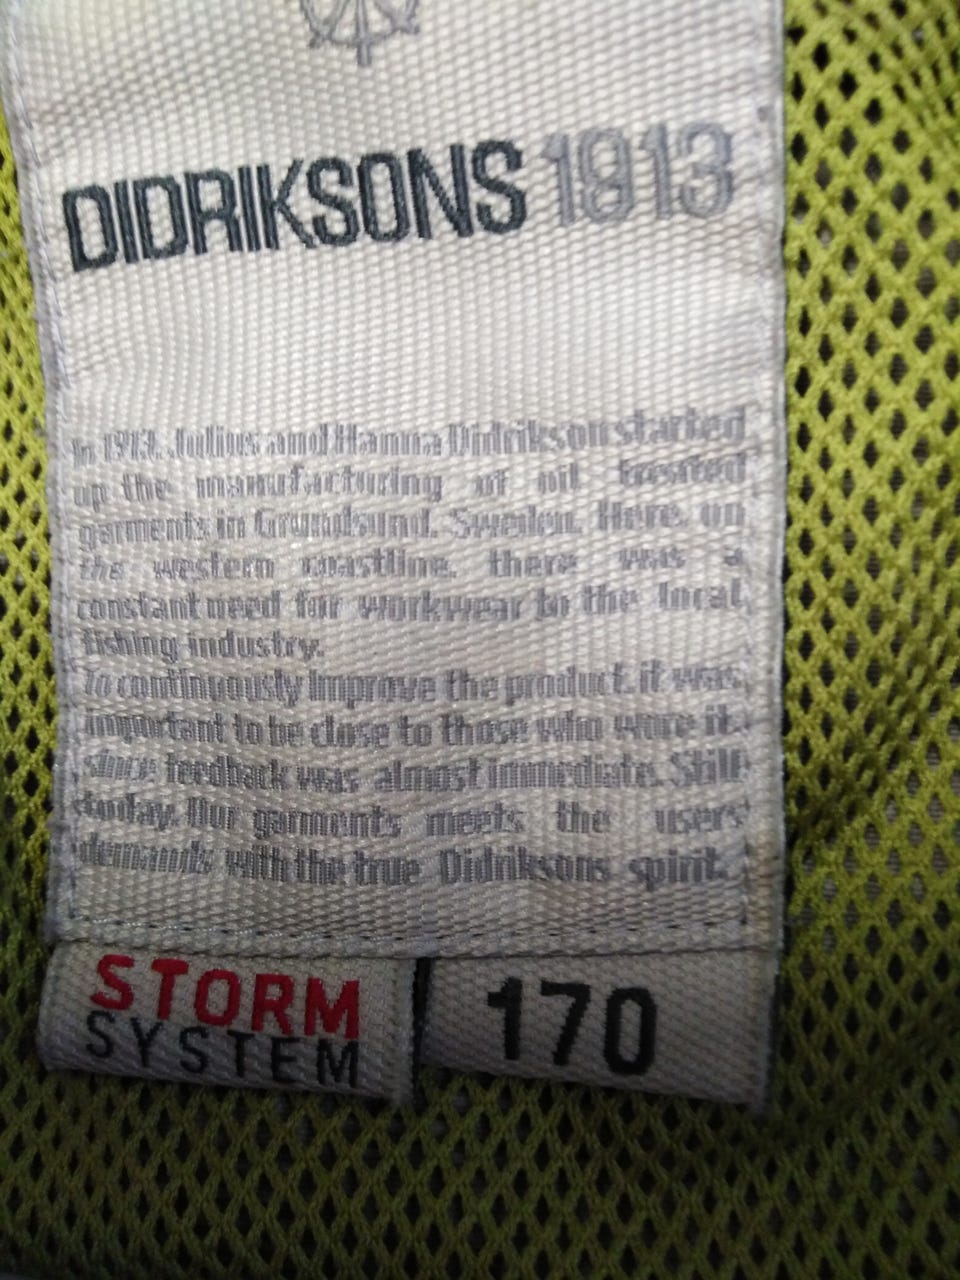 DIDRIKSONS 1913
In 1913, Julius and Hanna Didrikson started
up the manufacturing of oil treated
garments in Grundsund, Sweden. Here, on
the western coastline, there was a
constant need for workwear to the local
fishing industry.
To continuously improve the product, it was
important to be close to those who wore it,
since feedback was almost immediate. Still
today, Our garments meets the users
demands with the true Didriksons spirit.
STORM
SYSTEM
170